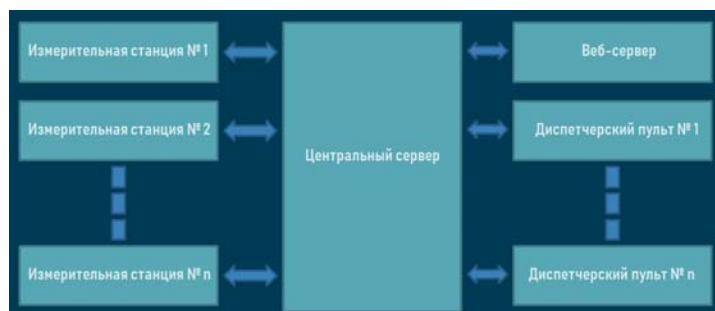 Измерительная станция № 1
Измерительная станция № 2
Измерительная станция № n
Центральный сервер
Веб-сервер
Диспетчерский пульт № 1
Диспетчерский пульт № n